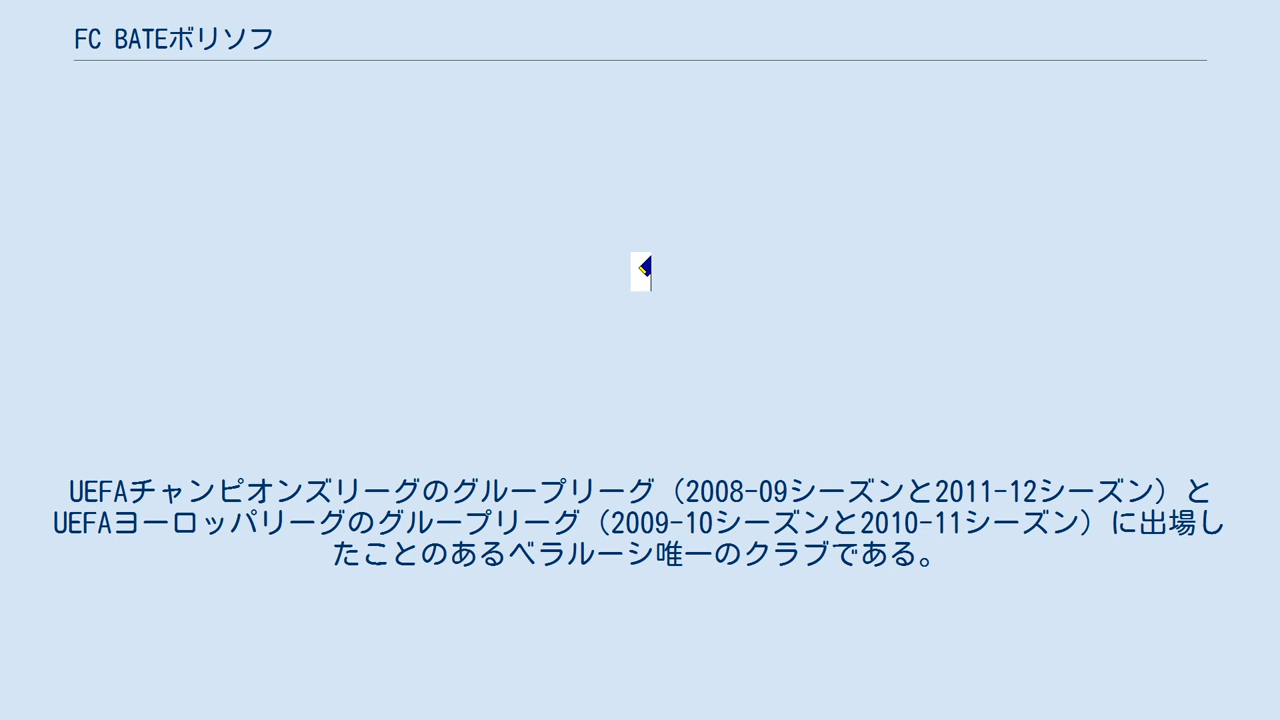 FC BATEボリソフ
UEFAチャンピオンズリーグのグループリーグ（2008-09シーズンと2011-12シーズン）と
UEFAヨーロッパリーグのグループリーグ（2009-10シーズンと2010-11シーズン）に出場し
たことのあるベラルーシ唯一のクラブである。